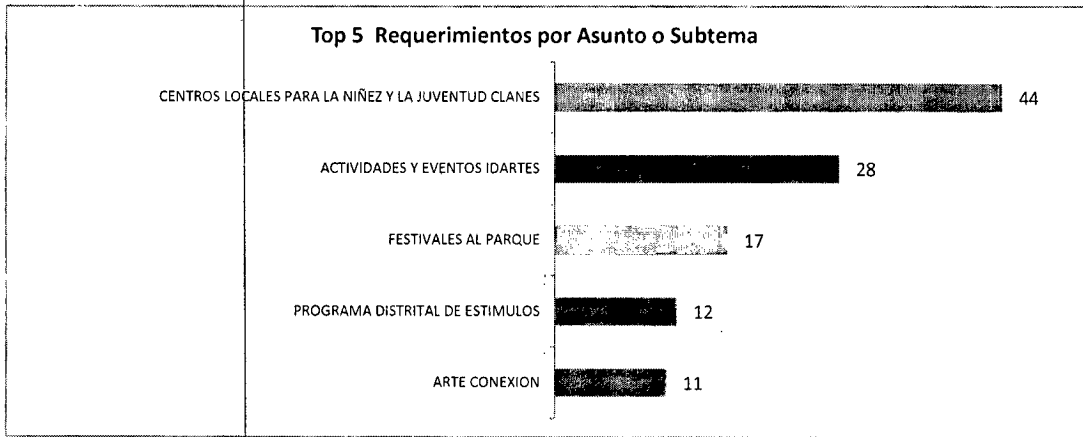 Top 5 Requerimientos por Asunto o Subtema
CENTROS LOCALES PARA LA NIÑEZ Y LA JUVENTUD CLANES 44
ACTIVIDADES Y EVENTOS IDARTES 28
FESTIVALES AL PARQUE 17
PROGRAMA DISTRITAL DE ESTIMULOS 12
ARTE CONEXION 11